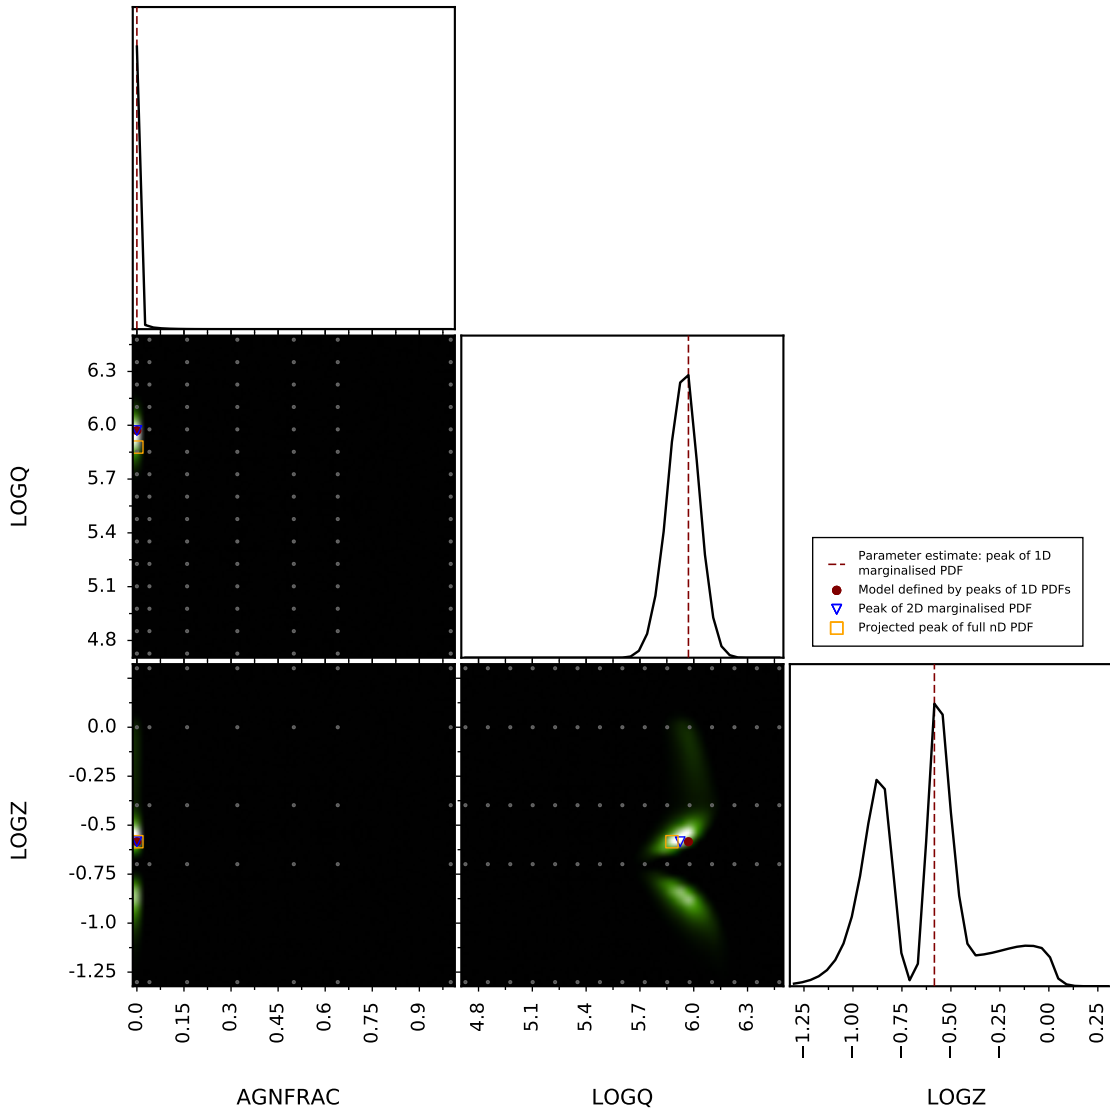 6.3
6.0
5.7
5.4
5.1
4.8
LOGQ
Parameter estimate: peak of 1D
marginalised PDF
Model defined by peaks of 1D PDFs
Peak of 2D marginalised PDF
Projected peak of full nD PDF
0.0
-0.25
-0.5
-0.75
-1.0
-1.25
LOGZ
0.0 0.15 0.3 0.45 0.6 0.75 0.9
4.8 5.1 5.4 5.7 6.0 6.3
−1.25 −1.00 −0.75 −0.50 −0.25 0.00 0.25
AGNFRAC LOGQ LOGZ